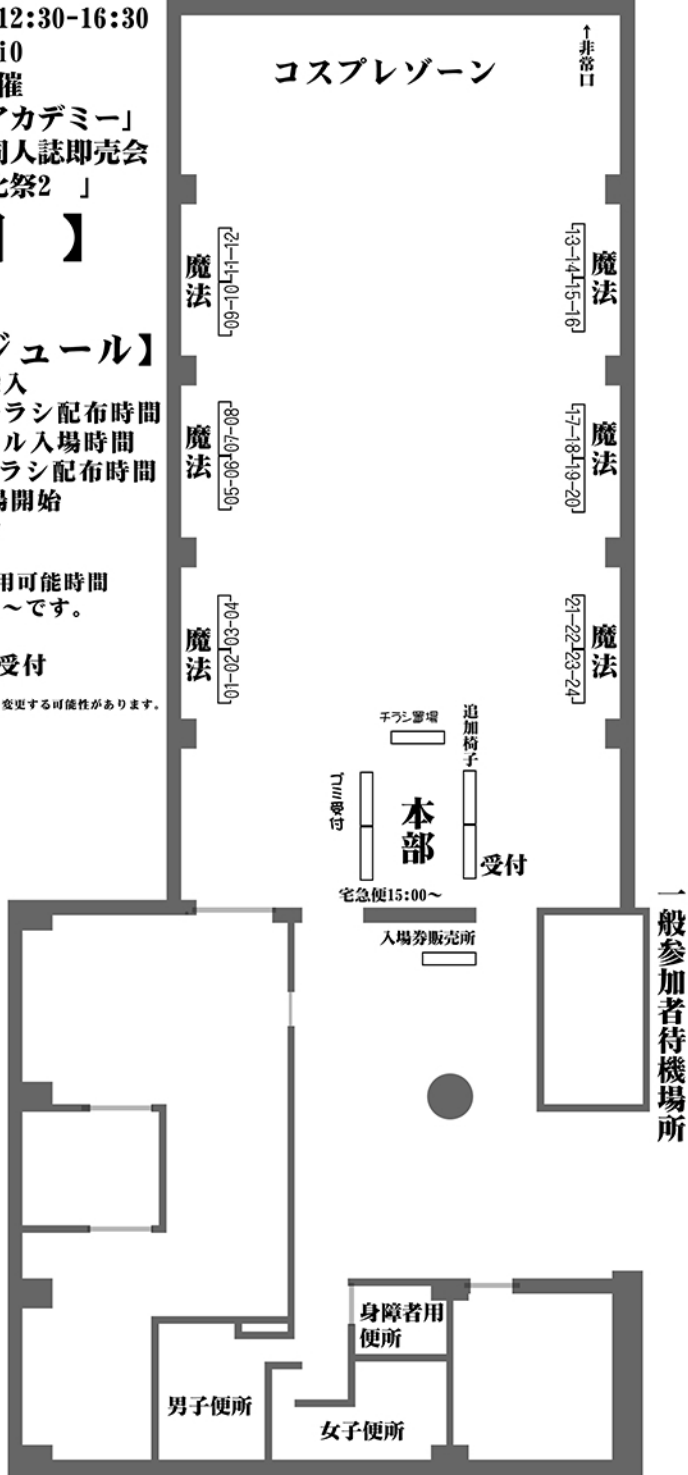 12:30-16:30
i0
催
アカデミー」
同人誌即売会
化祭2 」
】
ジュール】
入
ラシ配布時間
ル入場時間
ラシ配布時間
場開始
用可能時間
～です。
受付
変更する可能性があります。
コスプレゾーン
↑非常口
魔法
09-10-11-12
13-14-15-16
魔法
魔法
05-06-07-08
17-18-19-20
魔法
魔法
01-02-03-04
21-22-23-24
魔法
チラシ置場
追加椅子
ゴミ受付
本部
受付
宅急便15:00～
入場券販売所
一般参加者待機場所
身障者用
便所
男子便所
女子便所